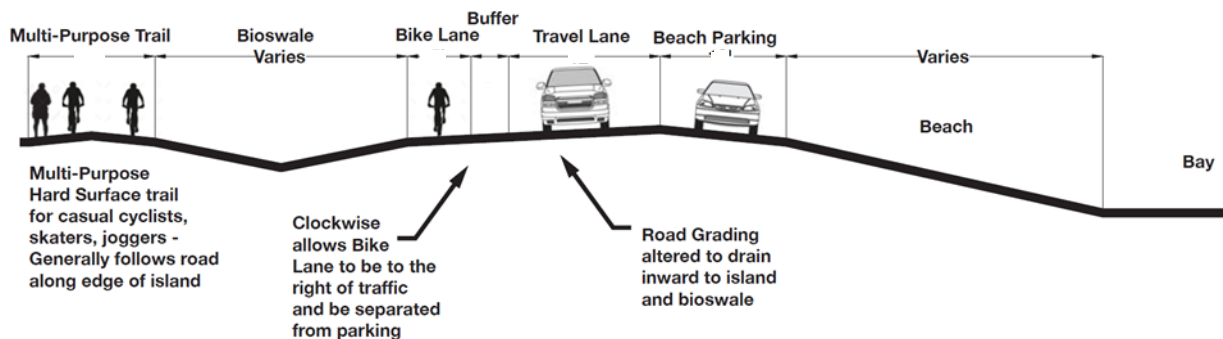 Multi-Purpose Trail
Bioswale
Varies
Bike Lane
Buffer
Travel Lane
Beach Parking
Varies
Beach
Bay
Multi-Purpose
Hard Surface trail
for casual cyclists,
skaters, joggers -
Generally follows road
along edge of island
Clockwise
allows Bike
Lane to be to the
right of traffic
and be separated
from parking
Road Grading
altered to drain
inward to island
and bioswale